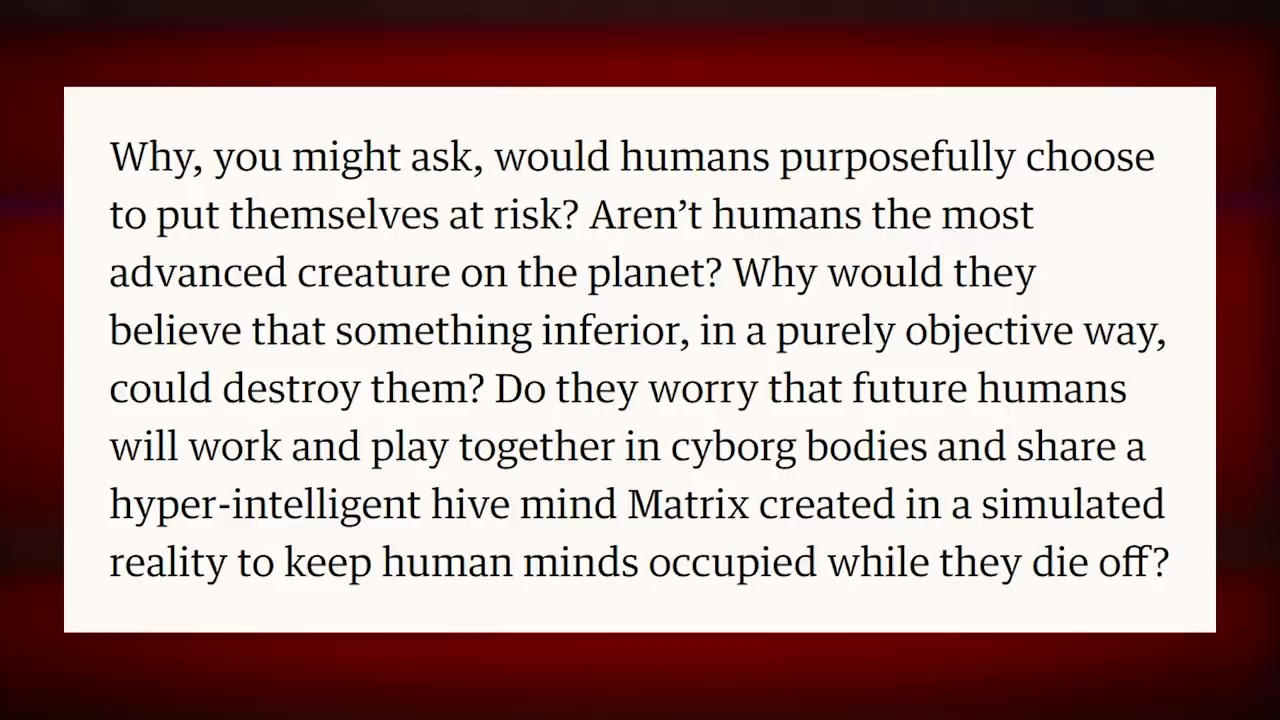 Why, you might ask, would humans purposefully choose
to put themselves at risk? Aren’t humans the most
advanced creature on the planet? Why would they
believe that something inferior, in a purely objective way,
could destroy them? Do they worry that future humans
will work and play together in cyborg bodies and share a
hyper-intelligent hive mind Matrix created in a simulated
reality to keep human minds occupied while they die off?